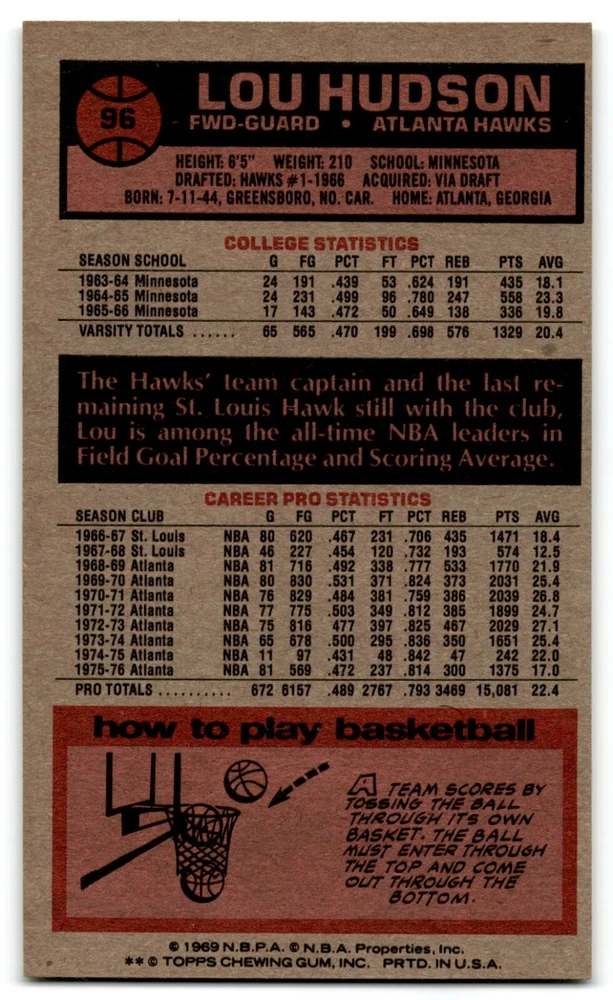 96
LOU HUDSON
FWD-GUARD • ATLANTA HAWKS
HEIGHT: 6'5" WEIGHT: 210 SCHOOL: MINNESOTA
DRAFTED: HAWKS #1-1966 ACQUIRED: VIA DRAFT
BORN: 7-11-44, GREENSBORO, NO. CAR. HOME: ATLANTA, GEORGIA
COLLEGE STATISTICS
SEASON SCHOOL G FG PCT FT PCT REB PTS AVG
1963-64 Minnesota 24 191 .439 53 .624 191 435 18.1
1964-65 Minnesota 24 231 .499 96 .780 247 558 23.3
1965-66 Minnesota 17 143 .472 50 .649 138 336 19.8
VARSITY TOTALS ...... 65 565 .470 199 .698 576 1329 20.4
The Hawks' team captain and the last re-
maining St. Louis Hawk still with the club,
Lou is among the all-time NBA leaders in
Field Goal Percentage and Scoring Average.
CAREER PRO STATISTICS
SEASON CLUB G FG PCT FT PCT REB PTS AVG
1966-67 St. Louis NBA 80 620 .467 231 .706 435 1471 18.4
1967-68 St. Louis NBA 46 227 .454 120 .732 193 574 12.5
1968-69 Atlanta NBA 81 716 .492 338 .777 533 1770 21.9
1969-70 Atlanta NBA 80 830 .531 371 .824 373 2031 25.4
1970-71 Atlanta NBA 76 829 .484 381 .759 386 2039 26.8
1971-72 Atlanta NBA 77 775 .503 349 .812 385 1899 24.7
1972-73 Atlanta NBA 75 816 .477 397 .825 467 2029 27.1
1973-74 Atlanta NBA 65 678 .500 295 .836 350 1651 25.4
1974-75 Atlanta NBA 11 97 .431 48 .842 47 242 22.0
1975-76 Atlanta NBA 81 569 .472 237 .814 300 1375 17.0
PRO TOTALS .......... 672 6157 .489 2767 .793 3469 15,081 22.4
how to play basketball
A TEAM SCORES BY
TOSSING THE BALL
THROUGH ITS OWN
BASKET. THE BALL
MUST ENTER THROUGH
THE TOP AND COME
OUT THROUGH THE
BOTTOM.
© 1969 N.B.P.A. © N.B.A. Properties, Inc.
** © TOPPS CHEWING GUM, INC. PRTD. IN U.S.A.